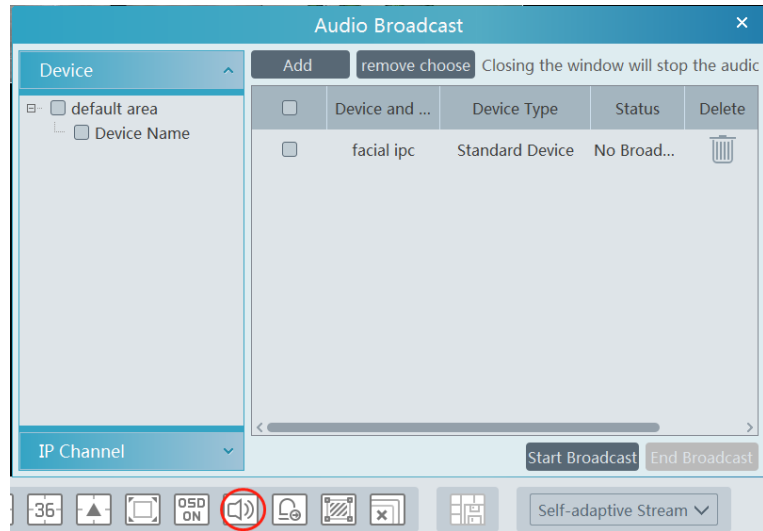 Audio Broadcast
Device
Add remove choose Closing the window will stop the audic
default area
Device Name
Device and ... Device Type Status Delete
facial ipc Standard Device No Broad...
IP Channel
Start Broadcast End Broadcast
36 OSD ON Self-adaptive Stream